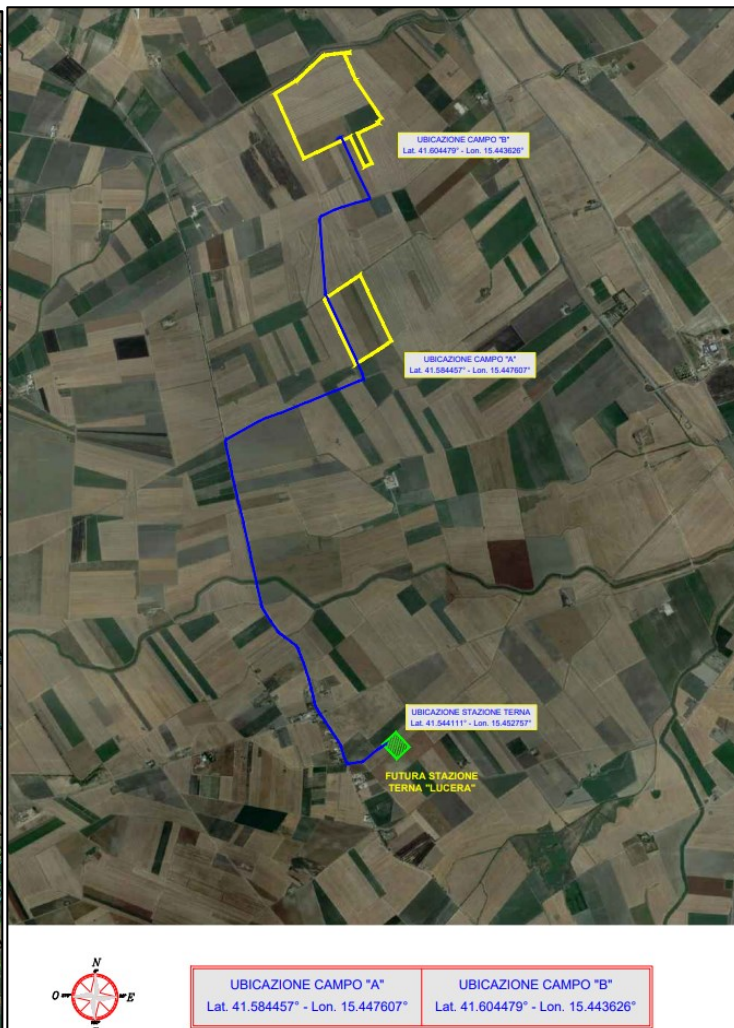 UBICAZIONE CAMPO "B"
Lat. 41.604479° - Lon. 15.443626°
UBICAZIONE CAMPO "A"
Lat. 41.584457° - Lon. 15.447607°
UBICAZIONE STAZIONE TERNA
Lat. 41.544111° - Lon. 15.452757°
FUTURA STAZIONE
TERNA "LUCERA"
N
O E
UBICAZIONE CAMPO "A"
Lat. 41.584457° - Lon. 15.447607°
UBICAZIONE CAMPO "B"
Lat. 41.604479° - Lon. 15.443626°